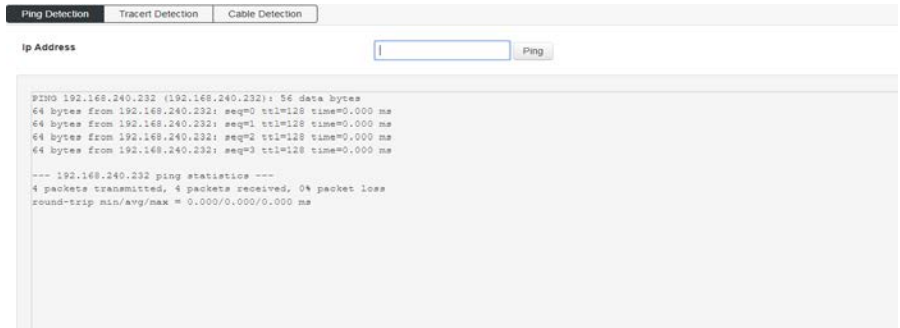 Ping Detection Tracert Detection Cable Detection
Ip Address Ping
PING 192.168.240.232 (192.168.240.232): 56 data bytes
64 bytes from 192.168.240.232: seq=0 ttl=128 time=0.000 ms
64 bytes from 192.168.240.232: seq=1 ttl=128 time=0.000 ms
64 bytes from 192.168.240.232: seq=2 ttl=128 time=0.000 ms
64 bytes from 192.168.240.232: seq=3 ttl=128 time=0.000 ms
--- 192.168.240.232 ping statistics ---
4 packets transmitted, 4 packets received, 0% packet loss
round-trip min/avg/max = 0.000/0.000/0.000 ms